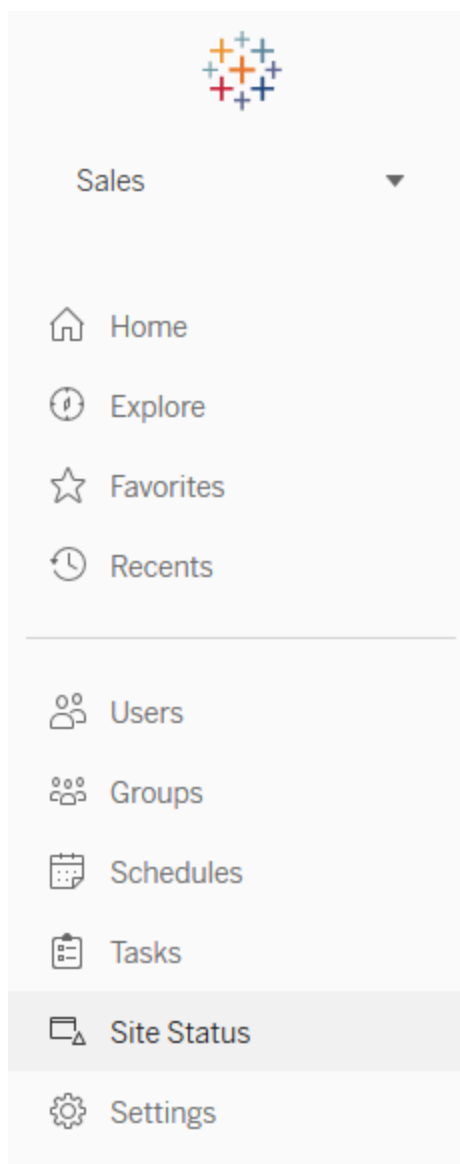 Sales
Home
Explore
Favorites
Recents
Users
Groups
Schedules
Tasks
Site Status
Settings